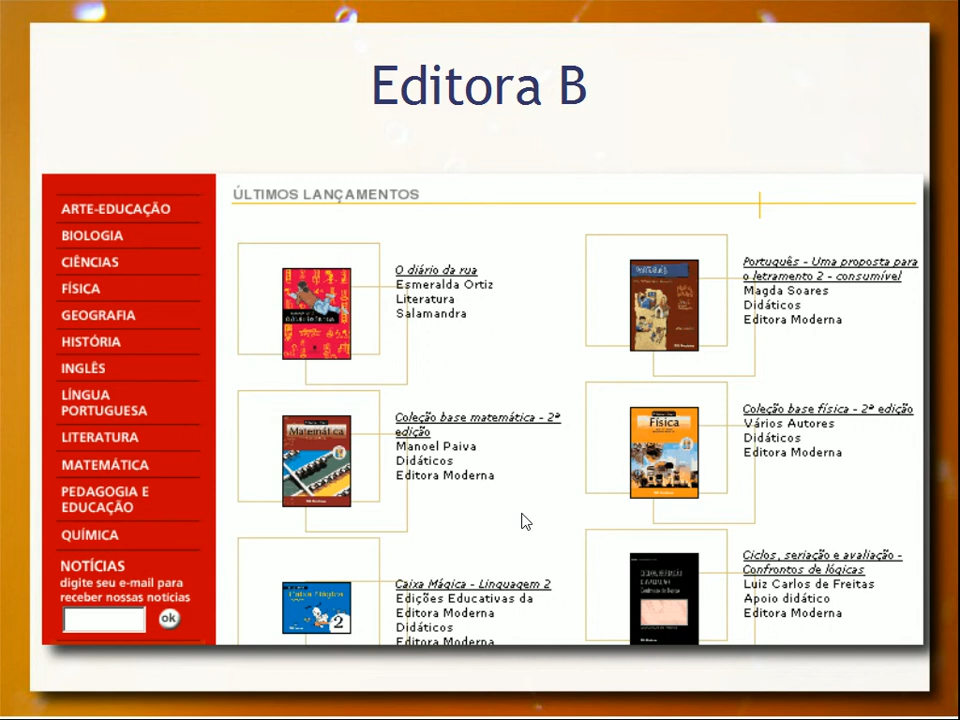 Editora B
ÚLTIMOS LANÇAMENTOS
ARTE-EDUCAÇÃO
BIOLOGIA
CIÊNCIAS
FÍSICA
GEOGRAFIA
HISTÓRIA
INGLÊS
LÍNGUA
PORTUGUESA
LITERATURA
MATEMÁTICA
PEDAGOGIA E
EDUCAÇÃO
QUÍMICA
NOTÍCIAS
digite seu e-mail para
receber nossas notícias
ok
O diário da rua
Esmeralda Ortiz
Literatura
Salamandra
Português - Uma proposta para
o letramento 2 - consumível
Magda Soares
Didáticos
Editora Moderna
PORTUGUÊS
Matemática
Coleção base matemática - 2ª
edição
Manoel Paiva
Didáticos
Editora Moderna
Física
Coleção base física - 2ª edição
Vários Autores
Didáticos
Editora Moderna
Caixa Mágica
2
Caixa Mágica - Linguagem 2
Edições Educativas da
Editora Moderna
Didáticos
Editora Moderna
Ciclos, seriação e avaliação -
Confrontos de lógicas
Luiz Carlos de Freitas
Apoio didático
Editora Moderna